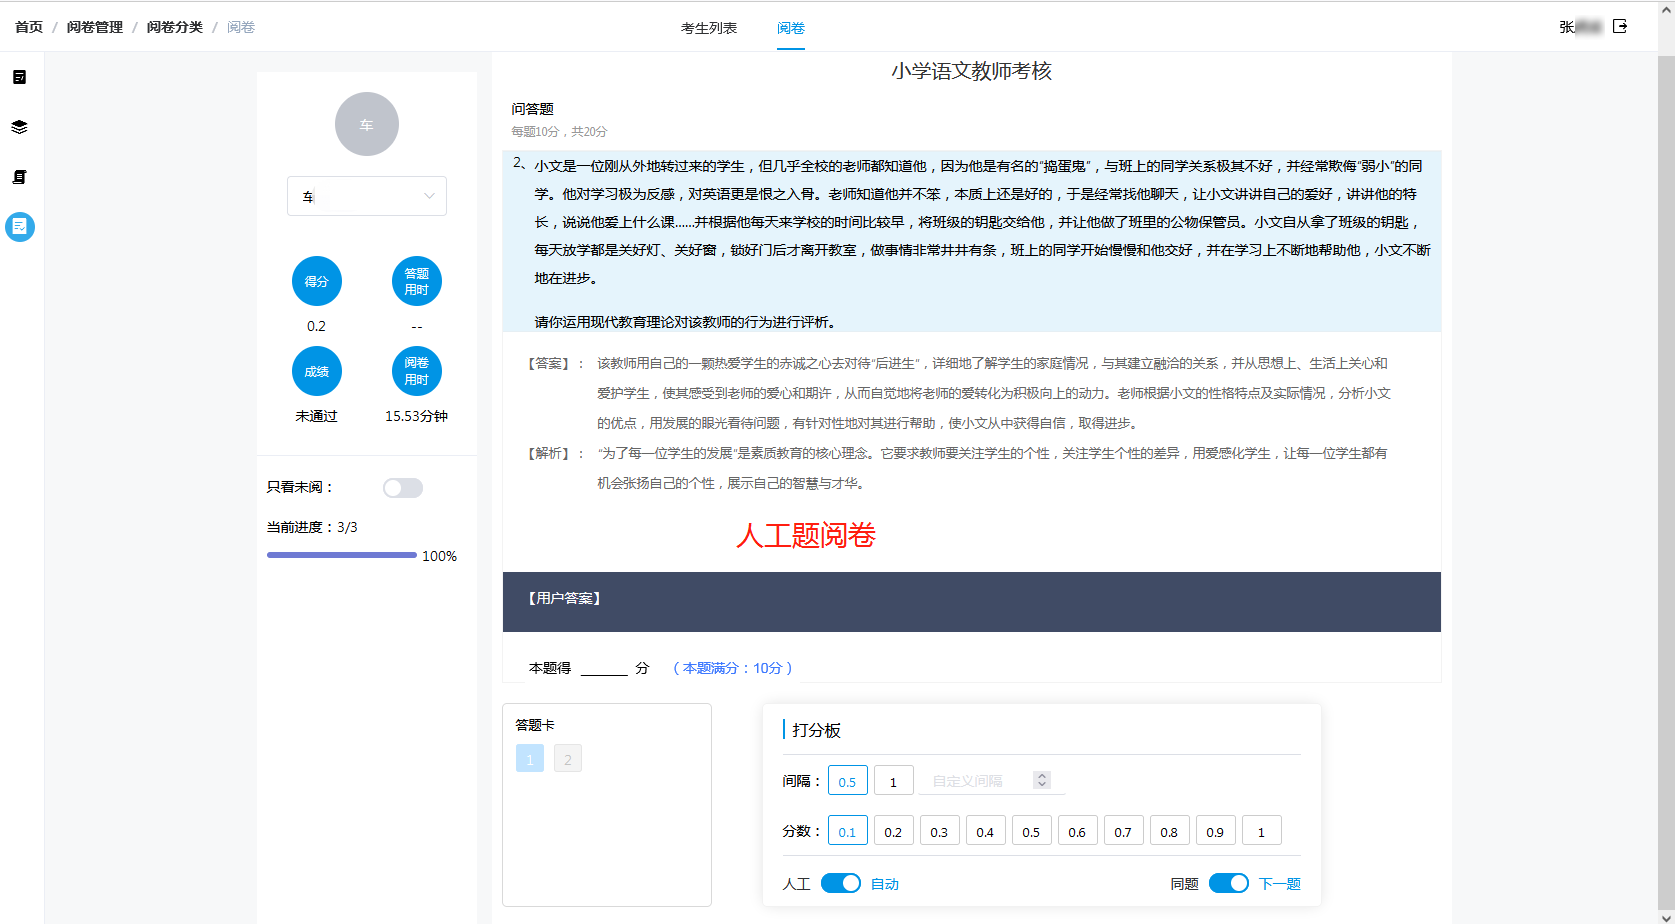 首页 / 阅卷管理 / 阅卷分类 / 阅卷
考生列表 阅卷
张
车
车
得分
答题
用时
0.2
--
成绩
阅卷
用时
未通过
15.53分钟
只看未阅：
当前进度：3/3
100%
小学语文教师考核
问答题
每题10分，共20分
2、小文是一位刚从外地转过来的学生，但几乎全校的老师都知道他，因为他是有名的“捣蛋鬼”，与班上的同学关系极其不好，并经常欺侮“弱小”的同
学。他对学习极为反感，对英语更是恨之入骨。老师知道他并不笨，本质上还是好的，于是经常找他聊天，让小文讲讲自己的爱好，讲讲他的特
长，说说他爱上什么课......并根据他每天来学校的时间比较早，将班级的钥匙交给他，并让他做了班里的公物保管员。小文自从拿了班级的钥匙，
每天放学都是关好灯、关好窗，锁好门后才离开教室，做事情非常井井有条，班上的同学开始慢慢和他交好，并在学习上不断地帮助他，小文不断
地在进步。
请你运用现代教育理论对该教师的行为进行评析。
【答案】： 该教师用自己的一颗热爱学生的赤诚之心去对待“后进生”，详细地了解学生的家庭情况，与其建立融洽的关系，并从思想上、生活上关心和
爱护学生，使其感受到老师的爱心和期许，从而自觉地将老师的爱转化为积极向上的动力。老师根据小文的性格特点及实际情况，分析小文
的优点，用发展的眼光看待问题，有针对性地对其进行帮助，使小文从中获得自信，取得进步。
【解析】： “为了每一位学生的发展”是素质教育的核心理念。它要求教师要关注学生的个性，关注学生个性的差异，用爱感化学生，让每一位学生都有
机会张扬自己的个性，展示自己的智慧与才华。
人工题阅卷
【用户答案】
本题得 ______ 分 （本题满分：10分）
答题卡
1 2
打分板
间隔： 0.5 1 自定义间隔
分数： 0.1 0.2 0.3 0.4 0.5 0.6 0.7 0.8 0.9 1
人工 自动 同题 下一题